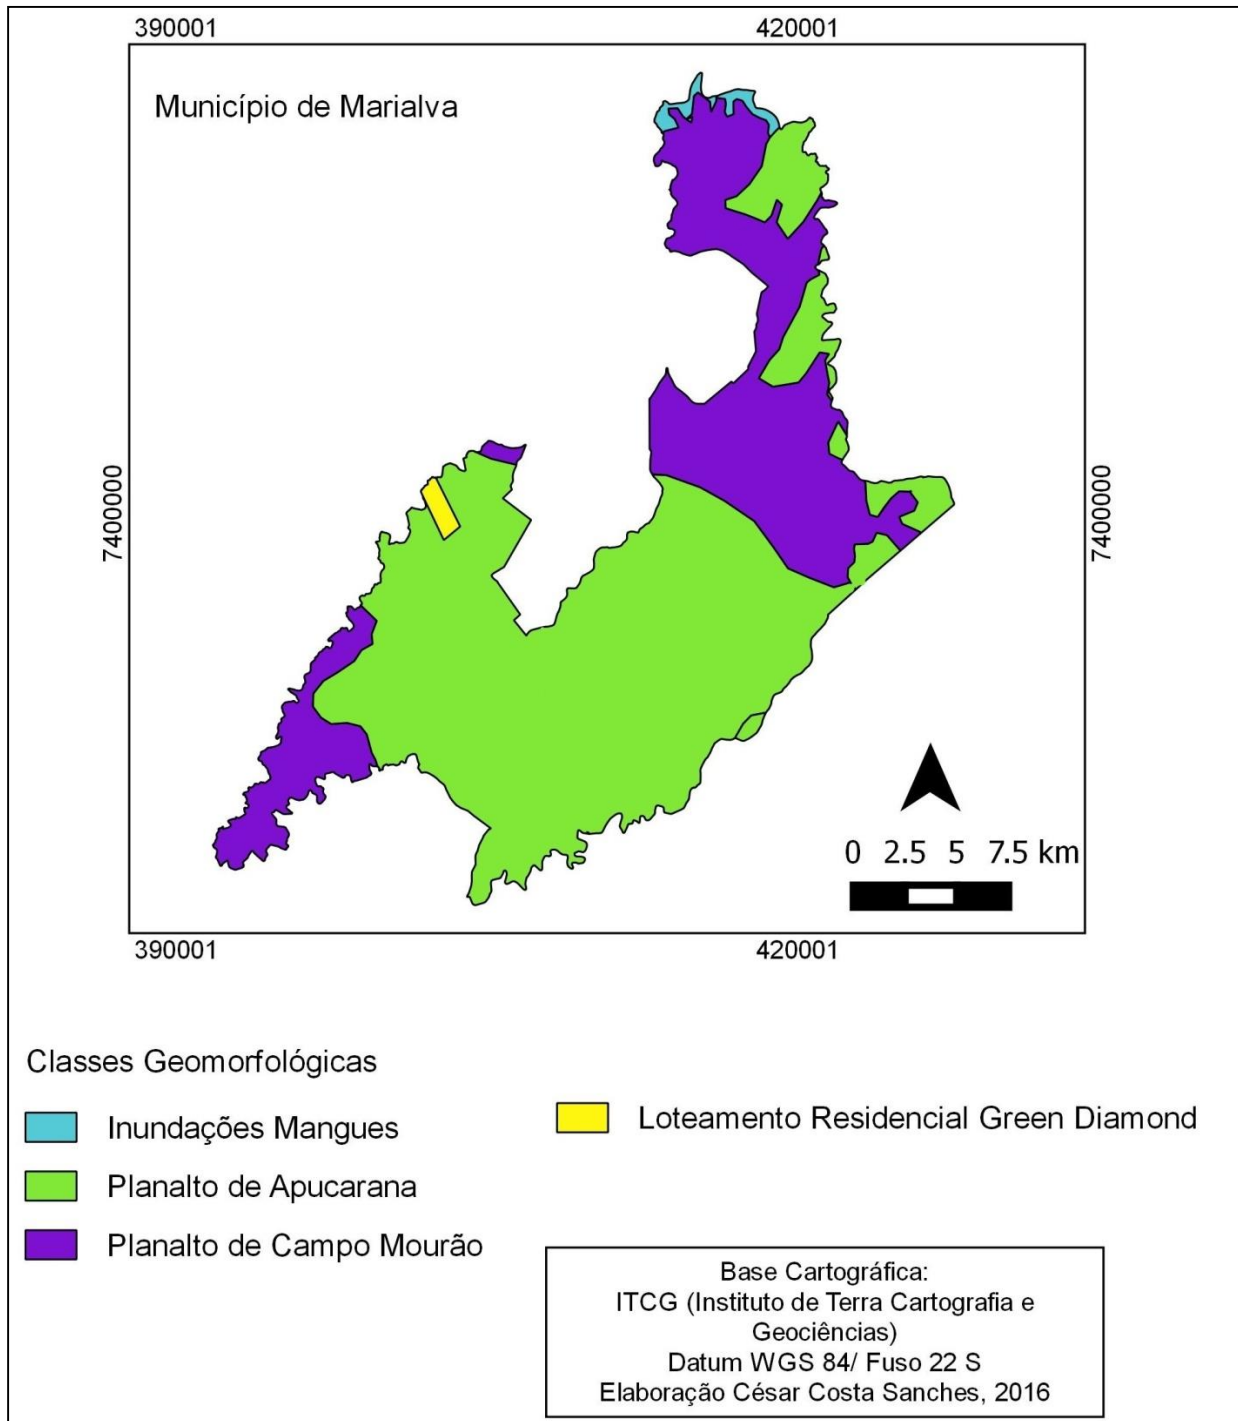 390001 420001
Município de Marialva
7400000
7400000
0 2.5 5 7.5 km
390001 420001
Classes Geomorfológicas
Inundações Mangues
Planalto de Apucarana
Planalto de Campo Mourão
Loteamento Residencial Green Diamond
Base Cartográfica:
ITCG (Instituto de Terra Cartografia e
Geociências)
Datum WGS 84/ Fuso 22 S
Elaboração César Costa Sanches, 2016